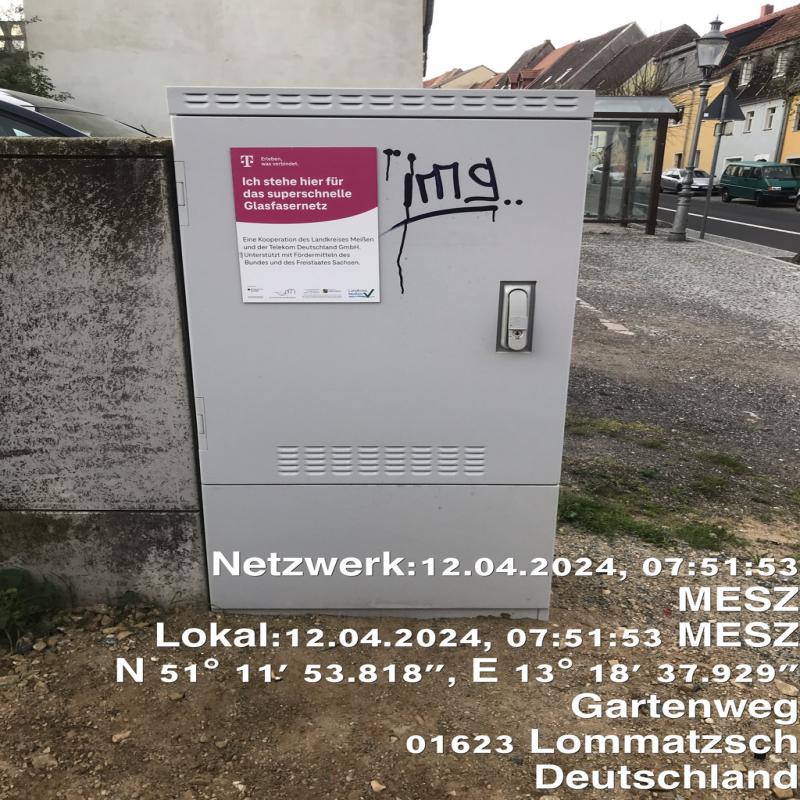 T Erleben,
was verbindet.
Ich stehe hier für
das superschnelle
Glasfasernetz
Eine Kooperation des Landkreises Meißen
und der Telekom Deutschland GmbH.
Unterstützt mit Fördermitteln des
Bundes und des Freistaates Sachsen.
Netzwerk:12.04.2024, 07:51:53
MESZ
Lokal:12.04.2024, 07:51:53 MESZ
N 51° 11' 53.818", E 13° 18' 37.929"
Gartenweg
01623 Lommatzsch
Deutschland